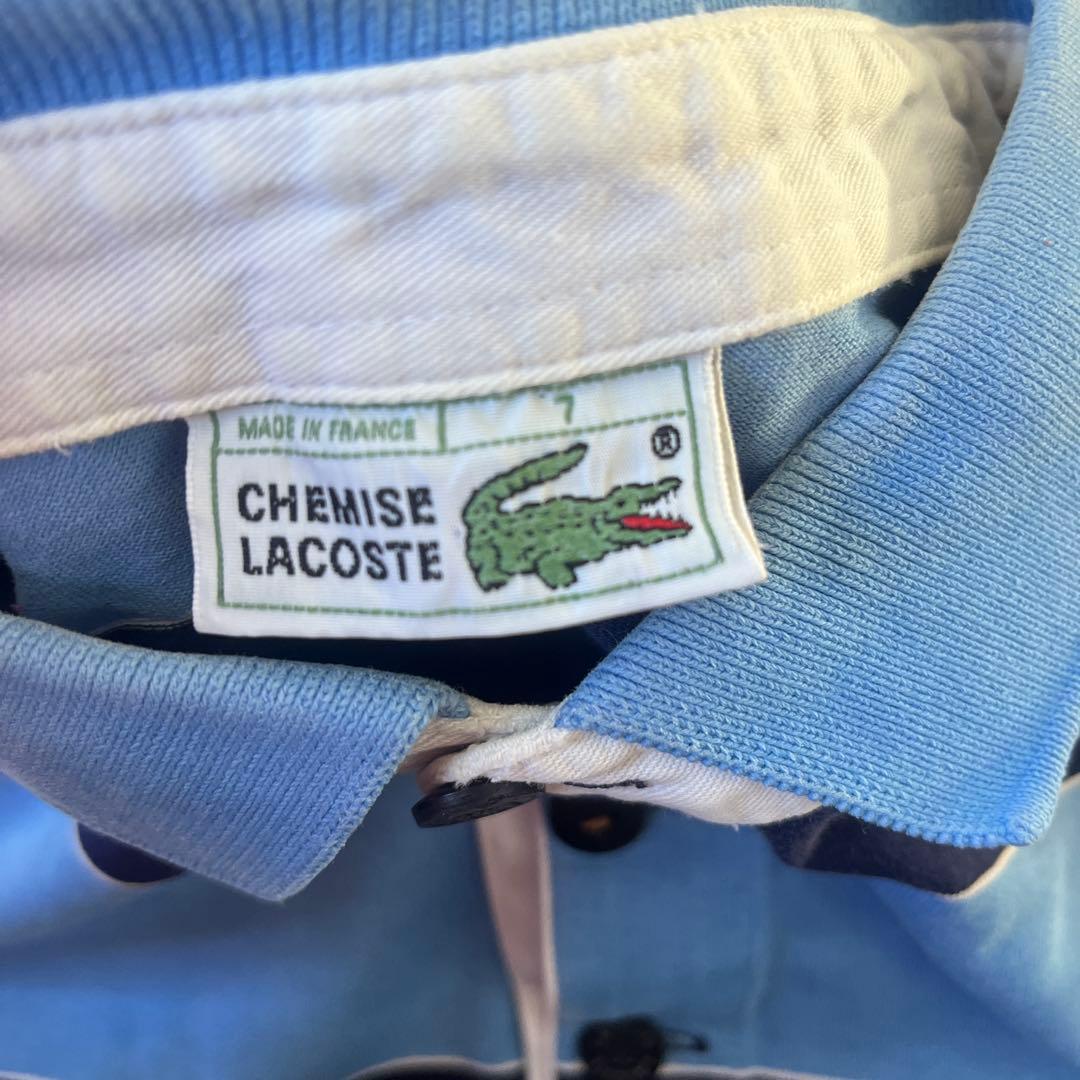 MADE IN FRANCE 7
®
CHEMISE
LACOSTE